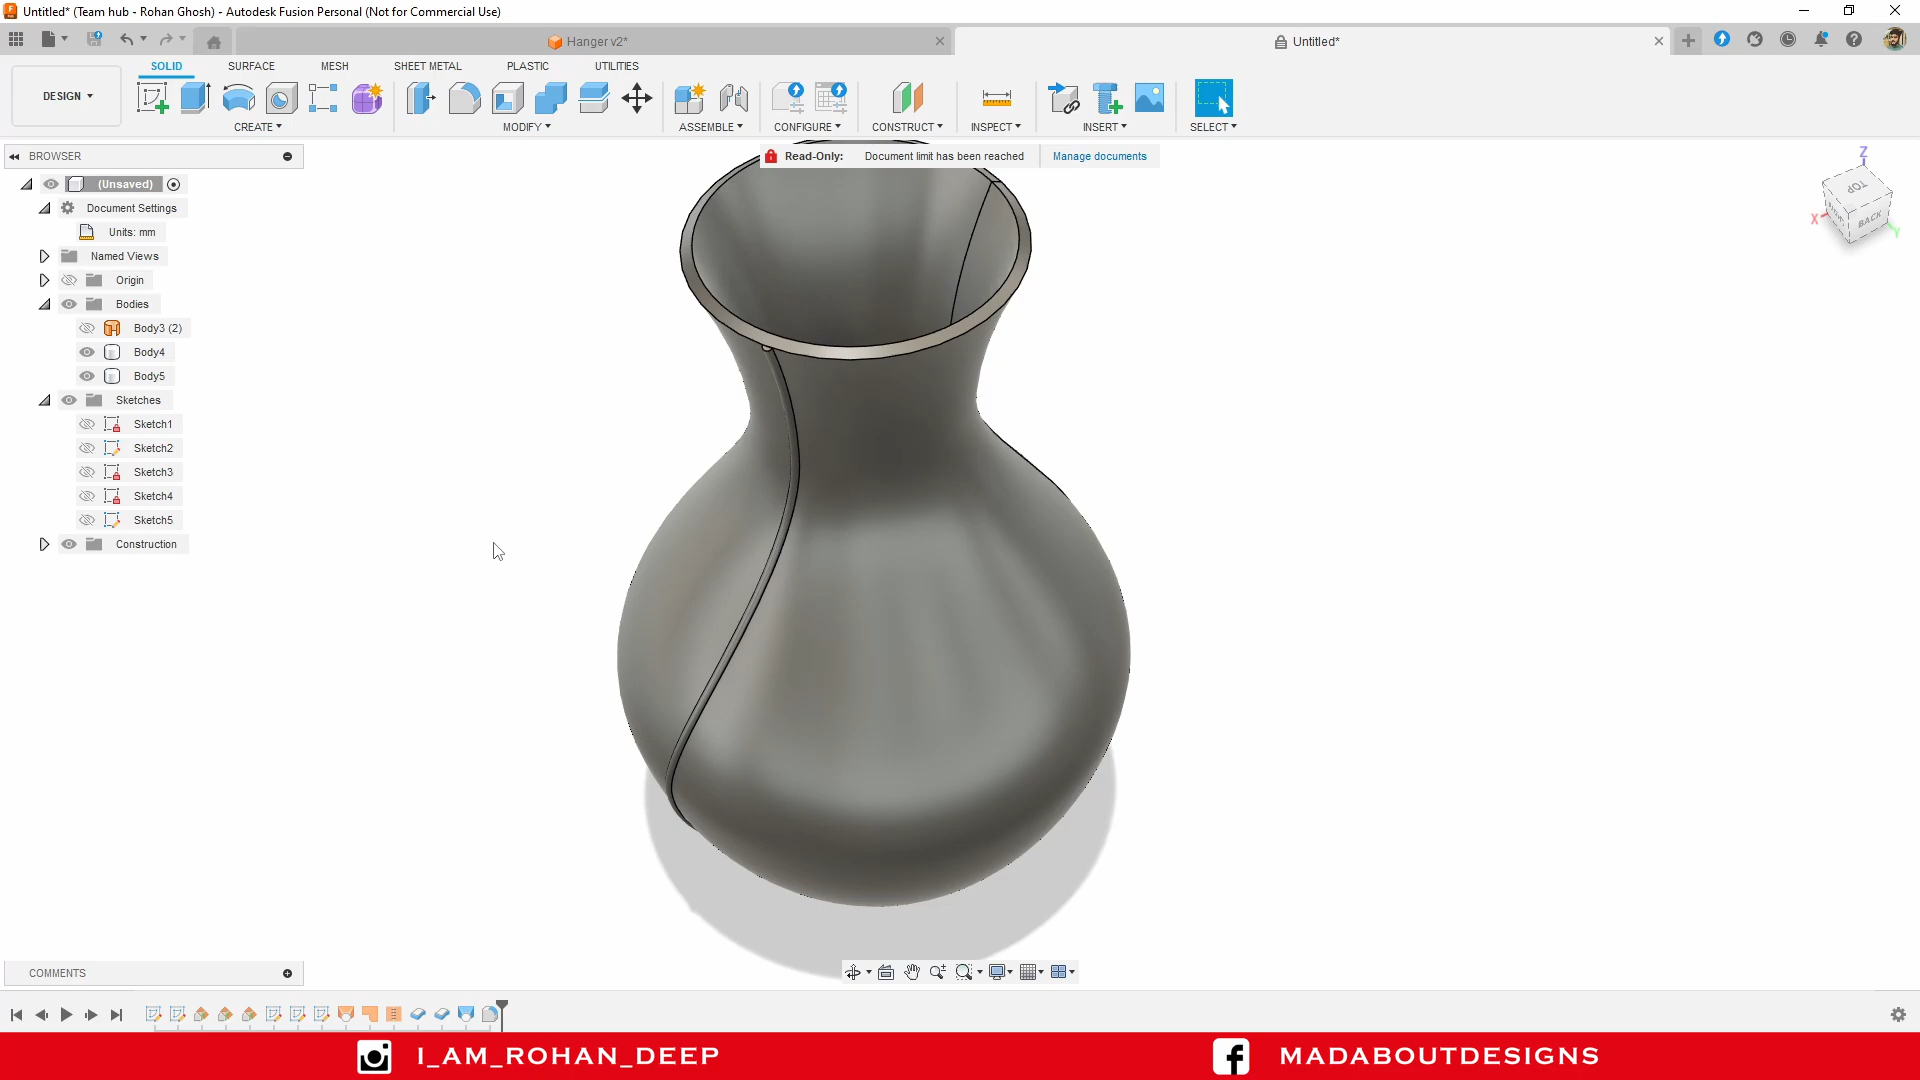 Untitled* (Team hub - Rohan Ghosh) - Autodesk Fusion Personal (Not for Commercial Use)
Hanger v2*
Untitled*
SOLID
SURFACE
MESH
SHEET METAL
PLASTIC
UTILITIES
DESIGN
CREATE
MODIFY
ASSEMBLE
CONFIGURE
CONSTRUCT
INSPECT
INSERT
SELECT
BROWSER
Read-Only: Document limit has been reached Manage documents
Z
TOP
BACK
X
Y
(Unsaved)
Document Settings
Units: mm
Named Views
Origin
Bodies
Body3 (2)
Body4
Body5
Sketches
Sketch1
Sketch2
Sketch3
Sketch4
Sketch5
Construction
COMMENTS
I_AM_ROHAN_DEEP
MADABOUTDESIGNS